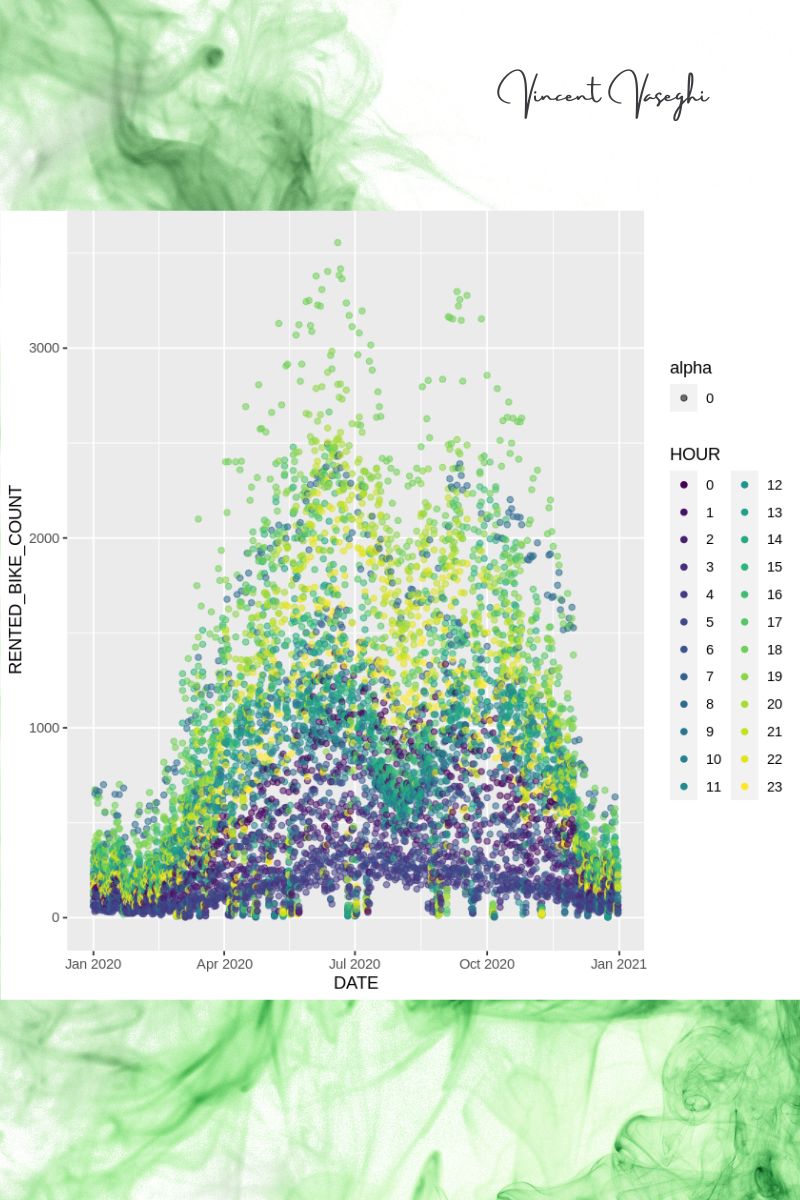 Vincent Vaseghi
3000
2000
1000
0
RENTED_BIKE_COUNT
Jan 2020 Apr 2020 Jul 2020 Oct 2020 Jan 2021
DATE
alpha
0
HOUR
0 12
1 13
2 14
3 15
4 16
5 17
6 18
7 19
8 20
9 21
10 22
11 23